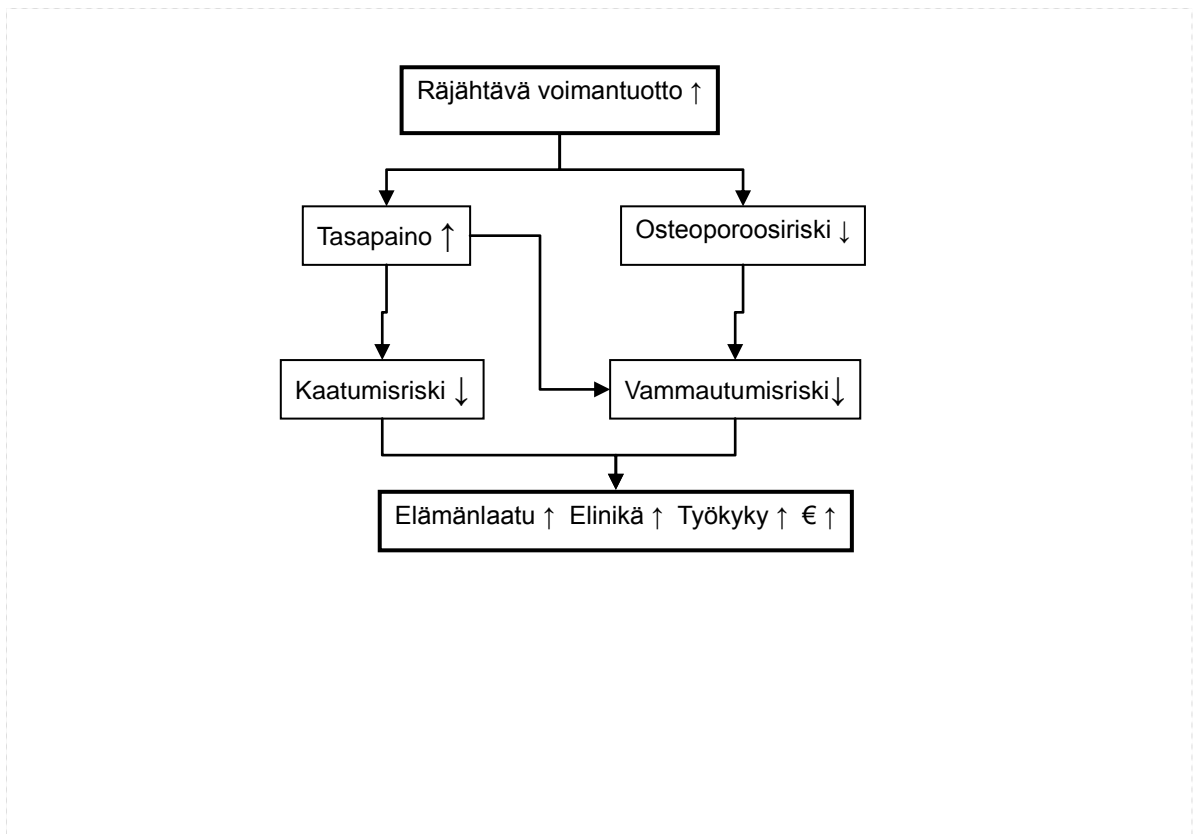 Räjähtävä voimantuotto ↑
Tasapaino ↑
Osteoporoosiriski ↓
Kaatumisriski ↓
Vammautumisriski↓
Elämänlaatu ↑ Elinikä ↑ Työkyky ↑ € ↑